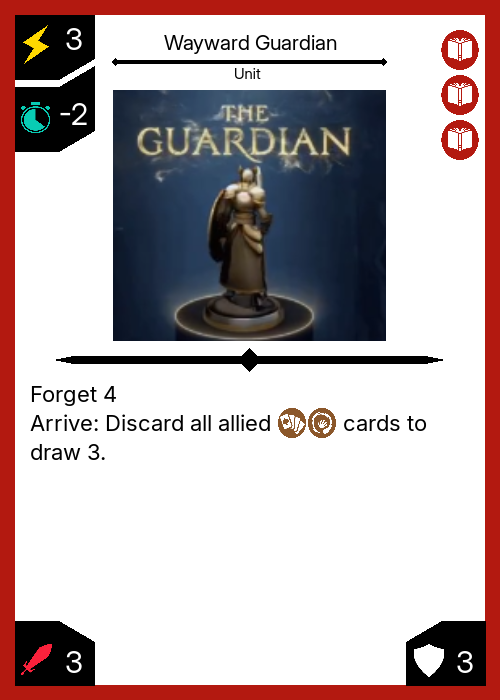 3
Wayward Guardian
Unit
-2
THE
GUARDIAN
Forget 4
Arrive: Discard all allied cards to
draw 3.
3
3